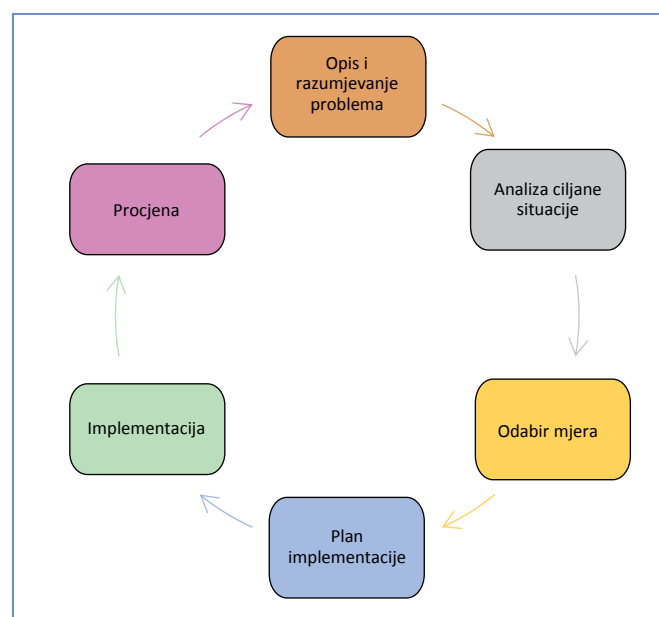 Opis i
razumjevanje
problema
Analiza ciljane
situacije
Odabir mjera
Plan
implementacije
Implementacija
Procjena